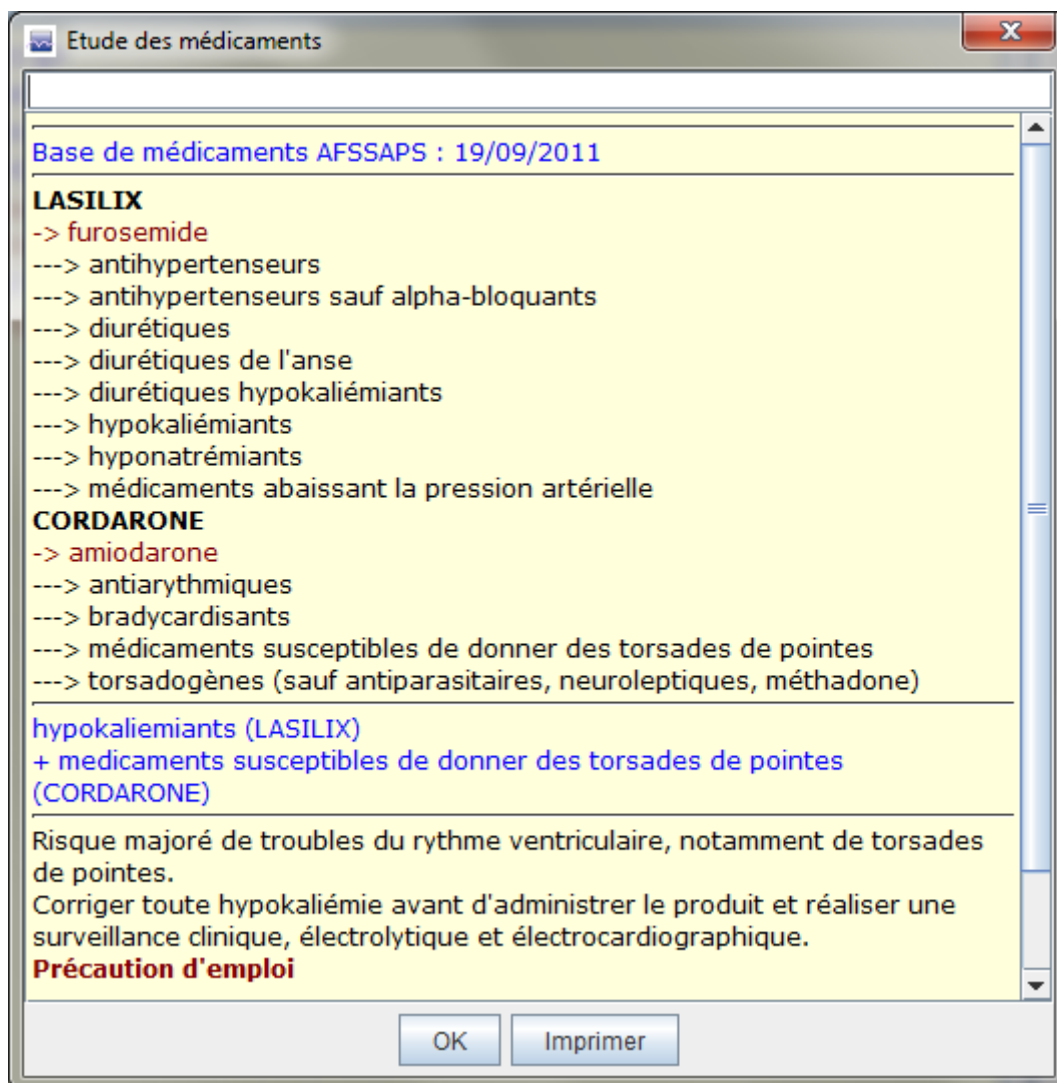 Etude des médicaments
Base de médicaments AFSSAPS : 19/09/2011
LASILIX
-> furosemide
---> antihypertenseurs
---> antihypertenseurs sauf alpha-bloquants
---> diurétiques
---> diurétiques de l'anse
---> diurétiques hypokaliémiants
---> hypokaliémiants
---> hyponatrémiants
---> médicaments abaissant la pression artérielle
CORDARONE
-> amiodarone
---> antiarythmiques
---> bradycardisants
---> médicaments susceptibles de donner des torsades de pointes
---> torsadogènes (sauf antiparasitaires, neuroleptiques, méthadone)
hypokaliemiants (LASILIX)
+ medicaments susceptibles de donner des torsades de pointes
(CORDARONE)
Risque majoré de troubles du rythme ventriculaire, notamment de torsades
de pointes.
Corriger toute hypokaliémie avant d'administrer le produit et réaliser une
surveillance clinique, électrolytique et électrocardiographique.
Précaution d'emploi
OK
Imprimer